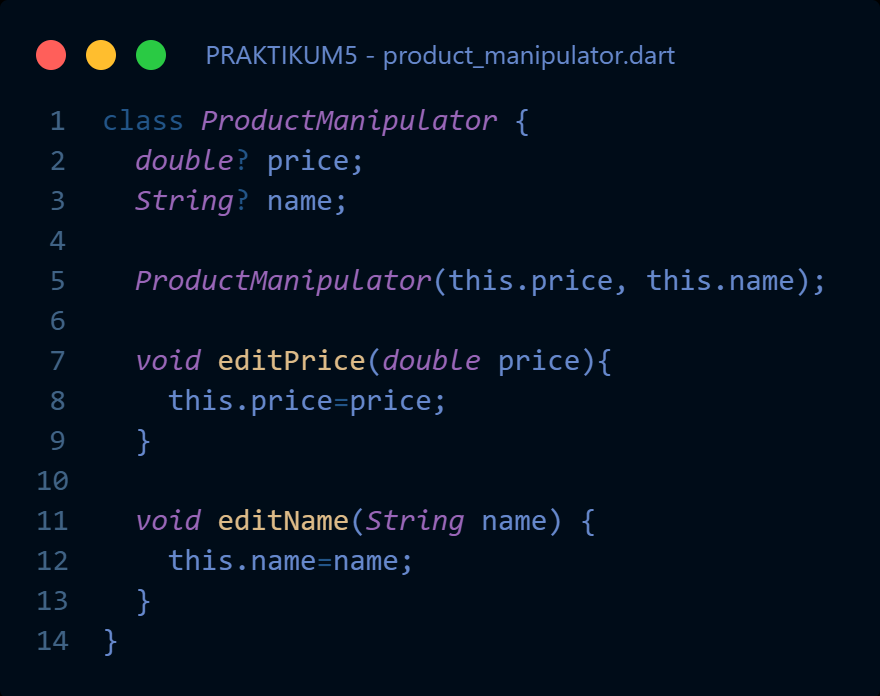 PRAKTIKUM5 - product_manipulator.dart
1 class ProductManipulator {
2   double? price;
3   String? name;
4
5   ProductManipulator(this.price, this.name);
6
7   void editPrice(double price){
8     this.price=price;
9   }
10
11   void editName(String name) {
12     this.name=name;
13   }
14 }